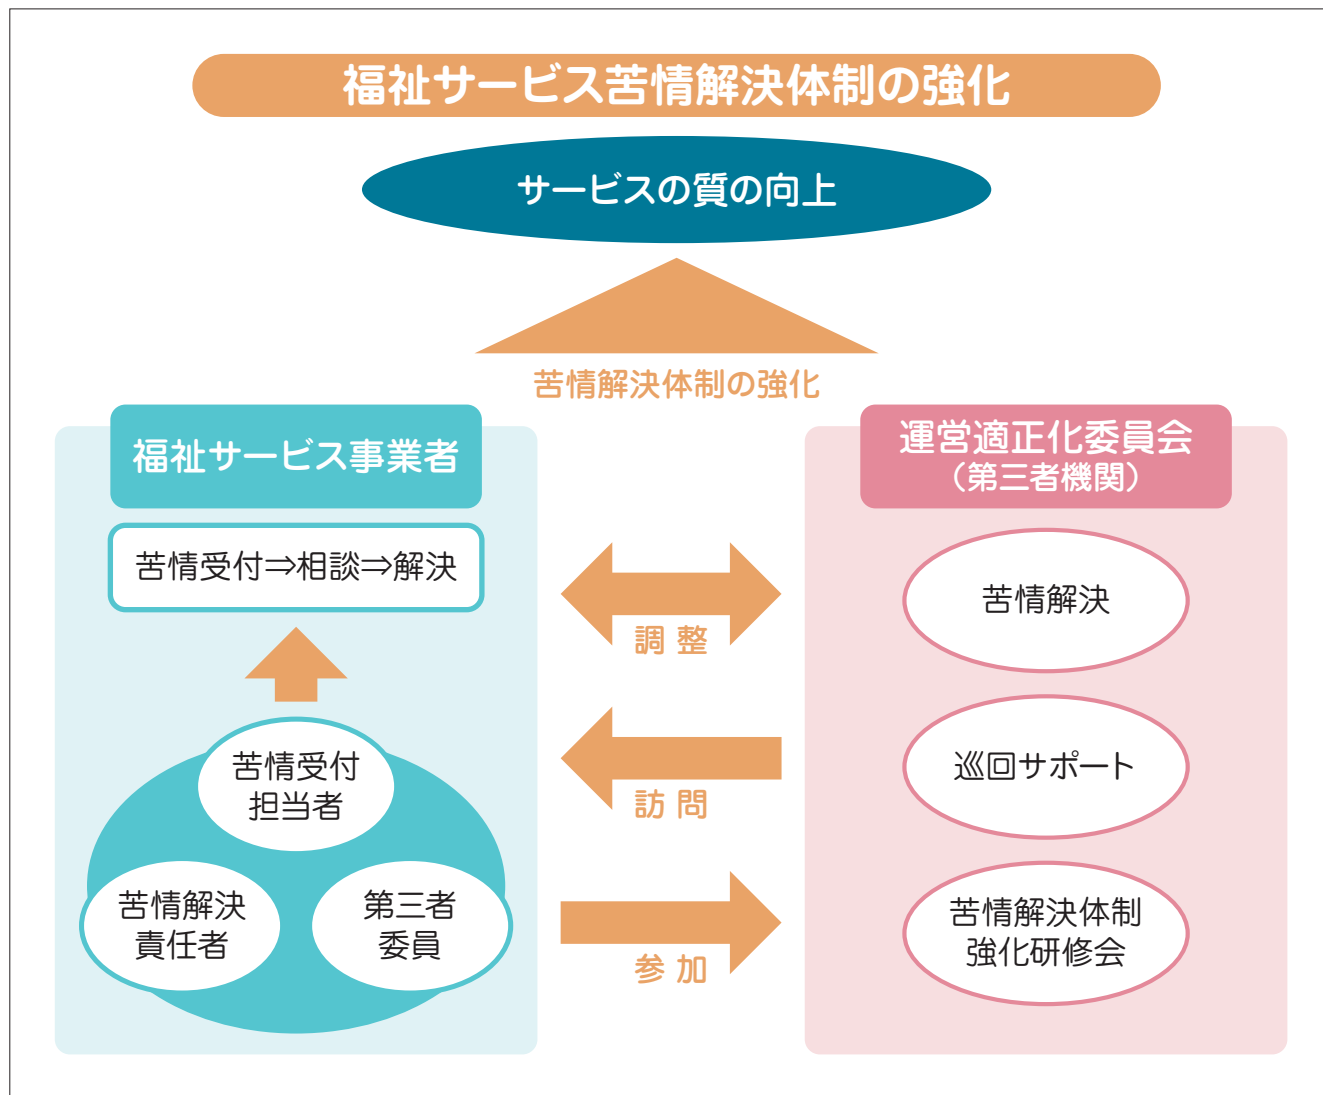 福祉サービス苦情解決体制の強化
サービスの質の向上
苦情解決体制の強化
福祉サービス事業者
苦情受付⇒相談⇒解決
苦情受付
担当者
苦情解決
責任者
第三者
委員
調整
訪問
参加
運営適正化委員会
（第三者機関）
苦情解決
巡回サポート
苦情解決体制
強化研修会